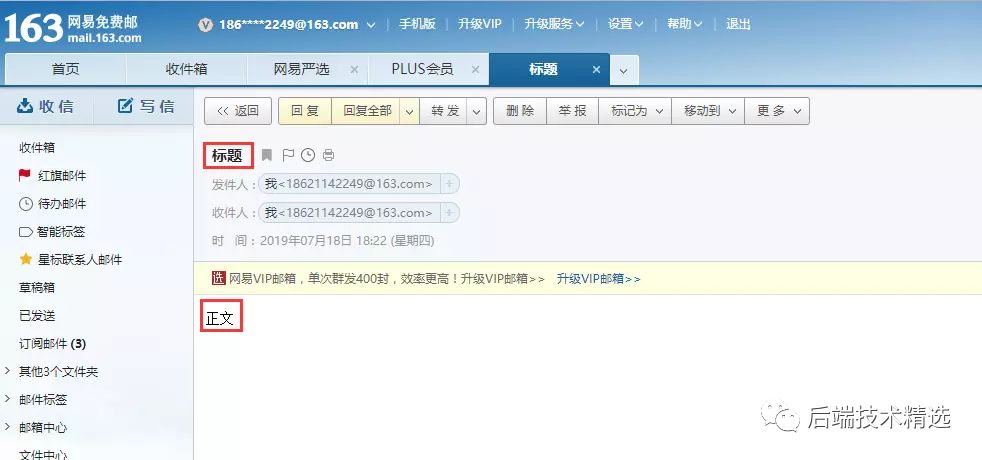 163 网易免费邮 mail.163.com
186****2249@163.com 手机版 升级VIP 升级服务 设置 帮助 退出
首页 收件箱 网易严选 PLUS会员 标题
收 信 写 信
<< 返回 回 复 回复全部 转 发 删 除 举 报 标记为 移动到 更 多
收件箱
红旗邮件
待办邮件
智能标签
星标联系人邮件
草稿箱
已发送
订阅邮件 (3)
其他3个文件夹
邮件标签
邮箱中心
文件中心
标题
发件人：我<18621142249@163.com> +
收件人：我<18621142249@163.com> +
时 间：2019年07月18日 18:22 (星期四)
选 网易VIP邮箱，单次群发400封，效率更高！升级VIP邮箱>> 升级VIP邮箱>>
正文
后端技术精选